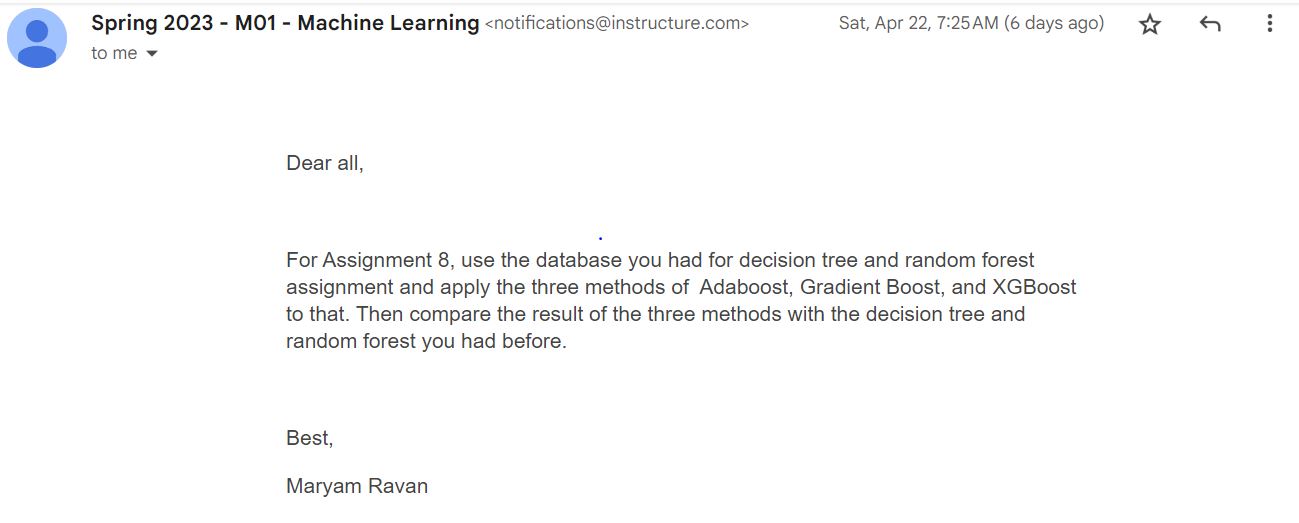 Spring 2023 - M01 - Machine Learning <notifications@instructure.com> Sat, Apr 22, 7:25 AM (6 days ago)
to me
Dear all,
For Assignment 8, use the database you had for decision tree and random forest
assignment and apply the three methods of  Adaboost, Gradient Boost, and XGBoost
to that. Then compare the result of the three methods with the decision tree and
random forest you had before.
Best,
Maryam Ravan